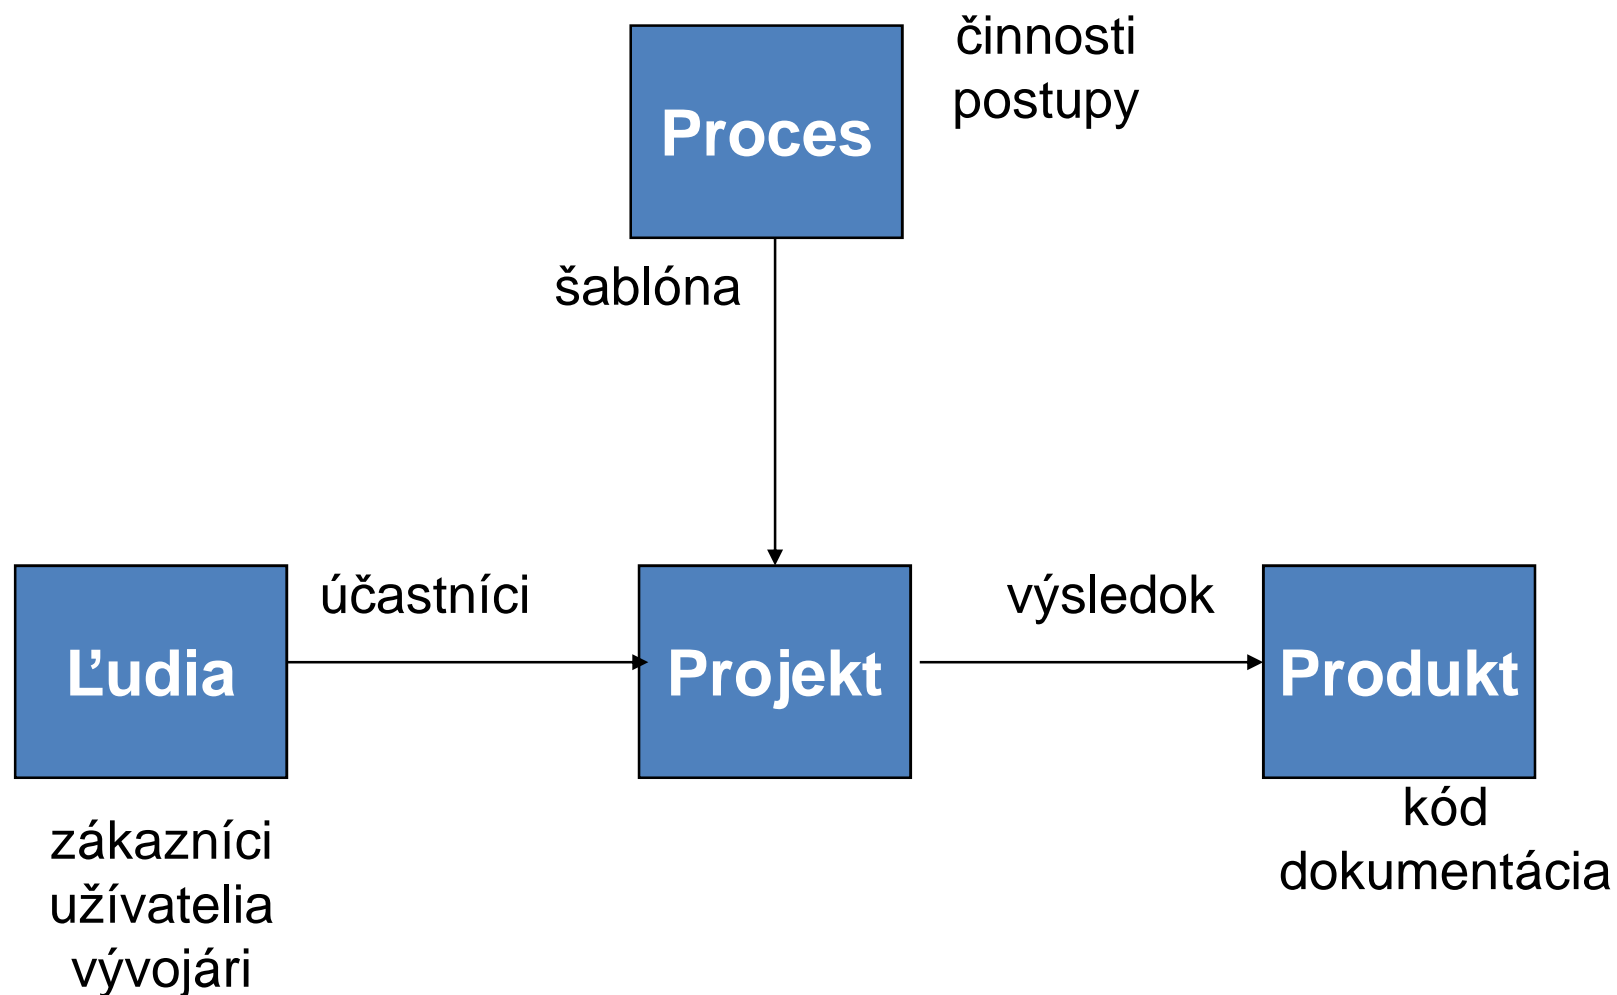 činnosti
postupy
Proces
šablóna
účastníci
výsledok
Ľudia
Projekt
Produkt
zákazníci
užívatelia
vývojári
kód
dokumentácia